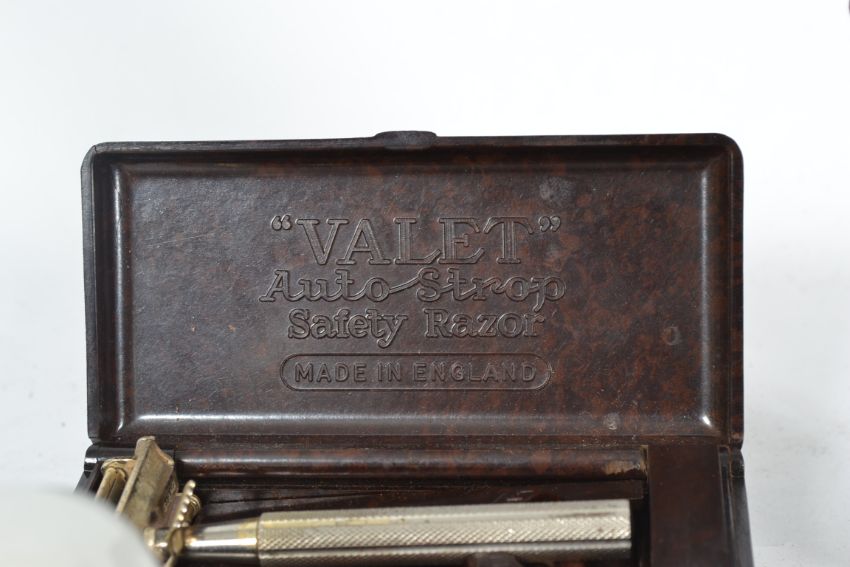 “VALET”
Auto-Strop
Safety Razor
MADE IN ENGLAND